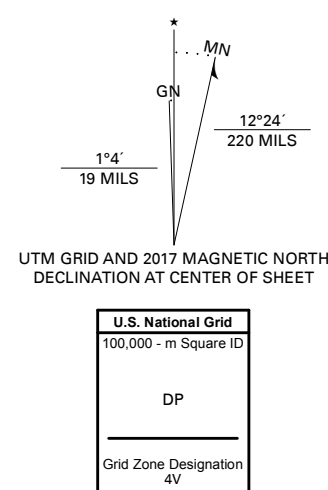 ★
MN
GN
12°24´
220 MILS
1°4´
19 MILS
UTM GRID AND 2017 MAGNETIC NORTH
DECLINATION AT CENTER OF SHEET
U.S. National Grid
100,000 - m Square ID
DP
Grid Zone Designation
4V